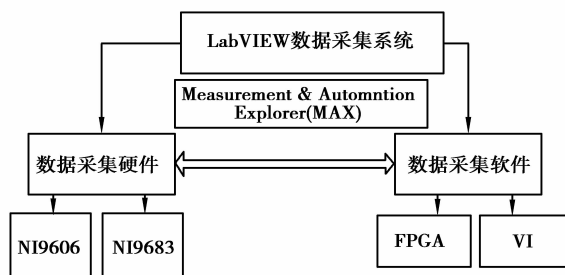 LabVIEW数据采集系统
Measurement & Automntion
Explorer(MAX)
数据采集硬件
数据采集软件
NI9606
NI9683
FPGA
VI